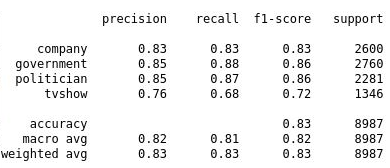 precision recall f1-score support
company 0.83 0.83 0.83 2600
government 0.85 0.88 0.86 2760
politician 0.85 0.87 0.86 2281
tvshow 0.76 0.68 0.72 1346
accuracy 0.83 8987
macro avg 0.82 0.81 0.82 8987
weighted avg 0.83 0.83 0.83 8987